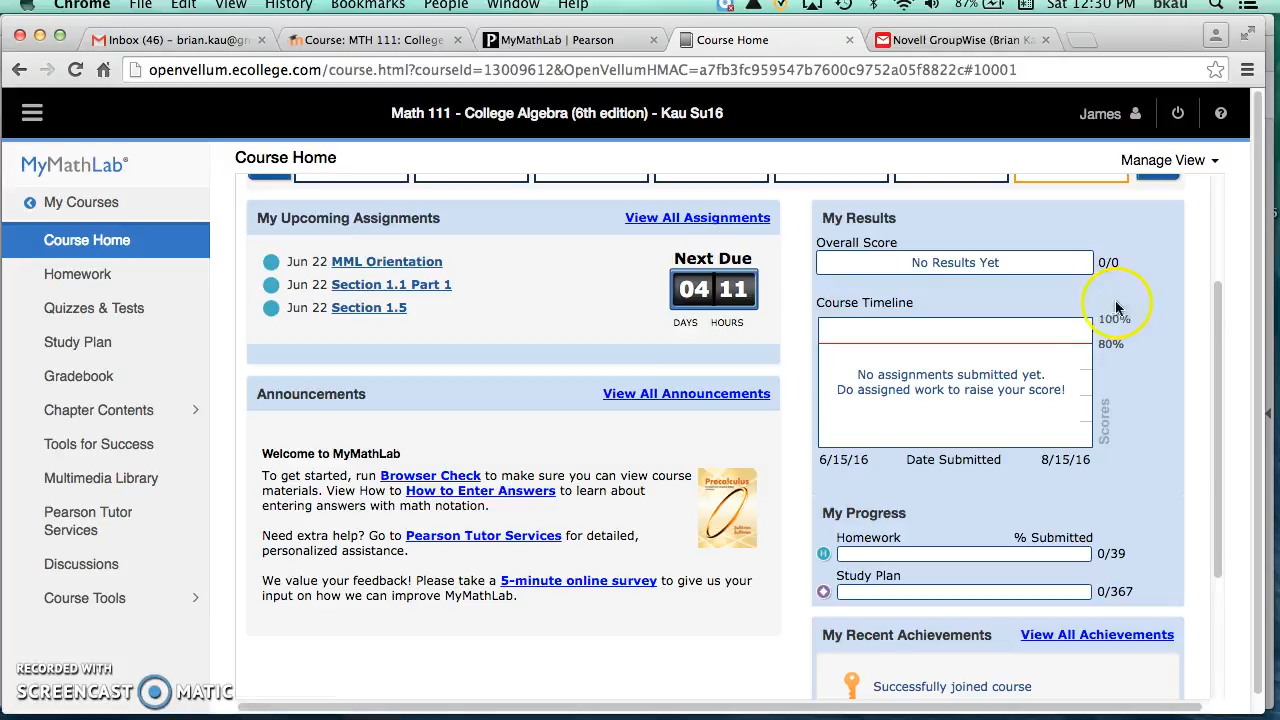 Chrome File Edit View History Bookmarks People Window Help 87% Sat 12:30 PM bkau
Inbox (46) – brian.kau@gm
Course: MTH 111: College
MyMathLab | Pearson
Course Home
Novell GroupWise (Brian Ka
openvellum.ecollege.com/course.html?courseId=13009612&OpenVellumHMAC=a7fb3fc959547b7600c9752a05f8822c#10001
Math 111 - College Algebra (6th edition) - Kau Su16
James
MyMathLab®
Course Home
Manage View
My Courses
Course Home
Homework
Quizzes & Tests
Study Plan
Gradebook
Chapter Contents
Tools for Success
Multimedia Library
Pearson Tutor
Services
Discussions
Course Tools
My Upcoming Assignments View All Assignments
Jun 22 MML Orientation
Jun 22 Section 1.1 Part 1
Jun 22 Section 1.5
Next Due
04 11
DAYS HOURS
Announcements View All Announcements
Welcome to MyMathLab
To get started, run Browser Check to make sure you can view course
materials. View How to How to Enter Answers to learn about
entering answers with math notation.
Need extra help? Go to Pearson Tutor Services for detailed,
personalized assistance.
We value your feedback! Please take a 5-minute online survey to give us your
input on how we can improve MyMathLab.
Precalculus
My Results
Overall Score
No Results Yet 0/0
Course Timeline
100%
80%
No assignments submitted yet.
Do assigned work to raise your score!
Scores
6/15/16 Date Submitted 8/15/16
My Progress
Homework % Submitted
H 0/39
Study Plan
0/367
My Recent Achievements View All Achievements
Successfully joined course
RECORDED WITH
SCREENCAST MATIC